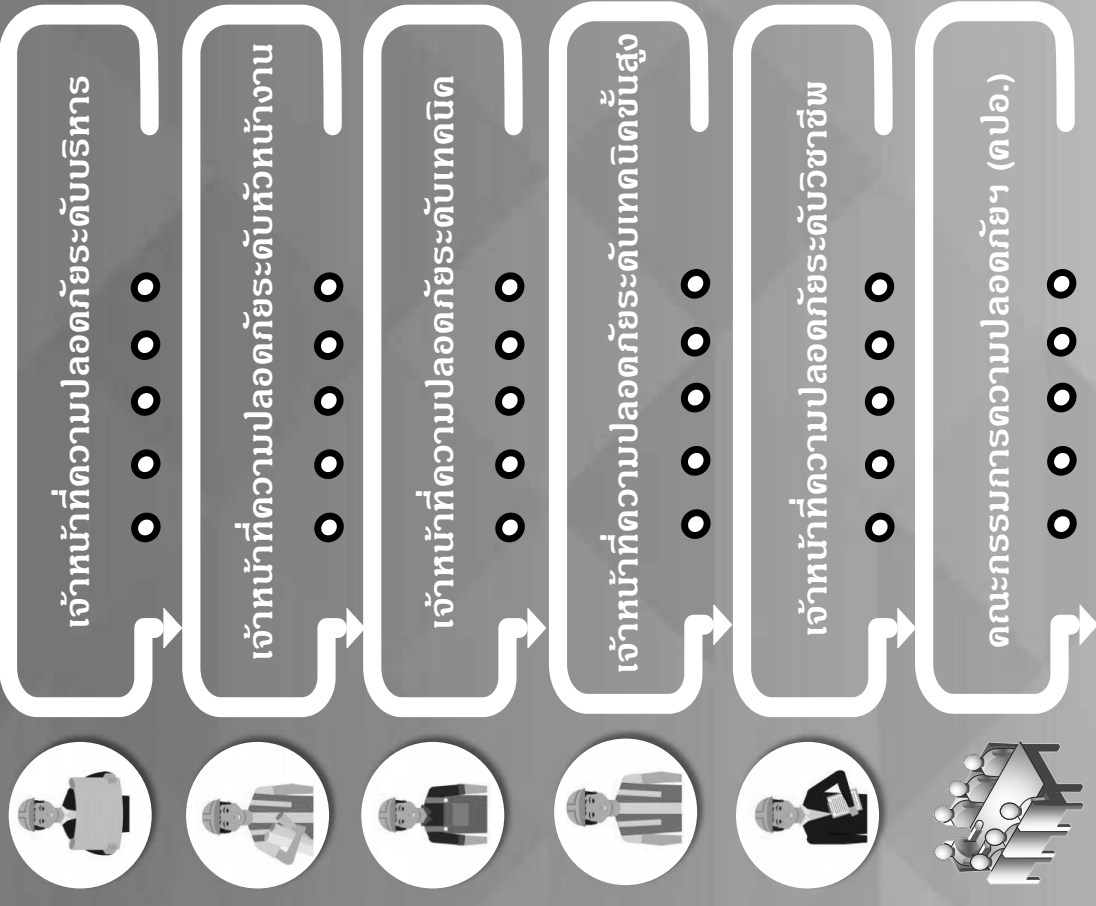 เจ้าหน้าที่ความปลอดภัยระดับบริหาร
เจ้าหน้าที่ความปลอดภัยระดับหัวหน้างาน
เจ้าหน้าที่ความปลอดภัยระดับเทคนิค
เจ้าหน้าที่ความปลอดภัยระดับเทคนิคขั้นสูง
เจ้าหน้าที่ความปลอดภัยระดับวิชาชีพ
คณะกรรมการความปลอดภัยฯ (คปอ.)